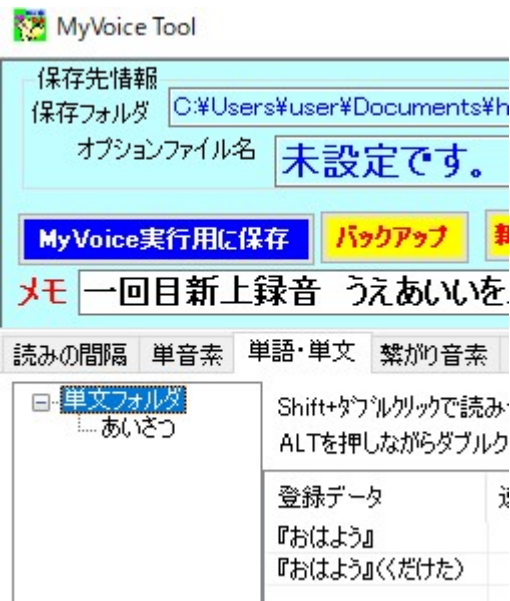 MyVoice Tool
保存先情報
保存フォルダ C:¥Users¥user¥Documents¥h
オプションファイル名 未設定です。
MyVoice実行用に保存 バックアップ 新
メモ 一回目新上録音 うえあいいを
読みの間隔 単音素 単語・単文 繋がり音素
単文フォルダ
あいさつ
Shift+ダブルクリックで読み
ALTを押しながらダブルク
登録データ
『おはよう』
『おはよう』(くだけた)